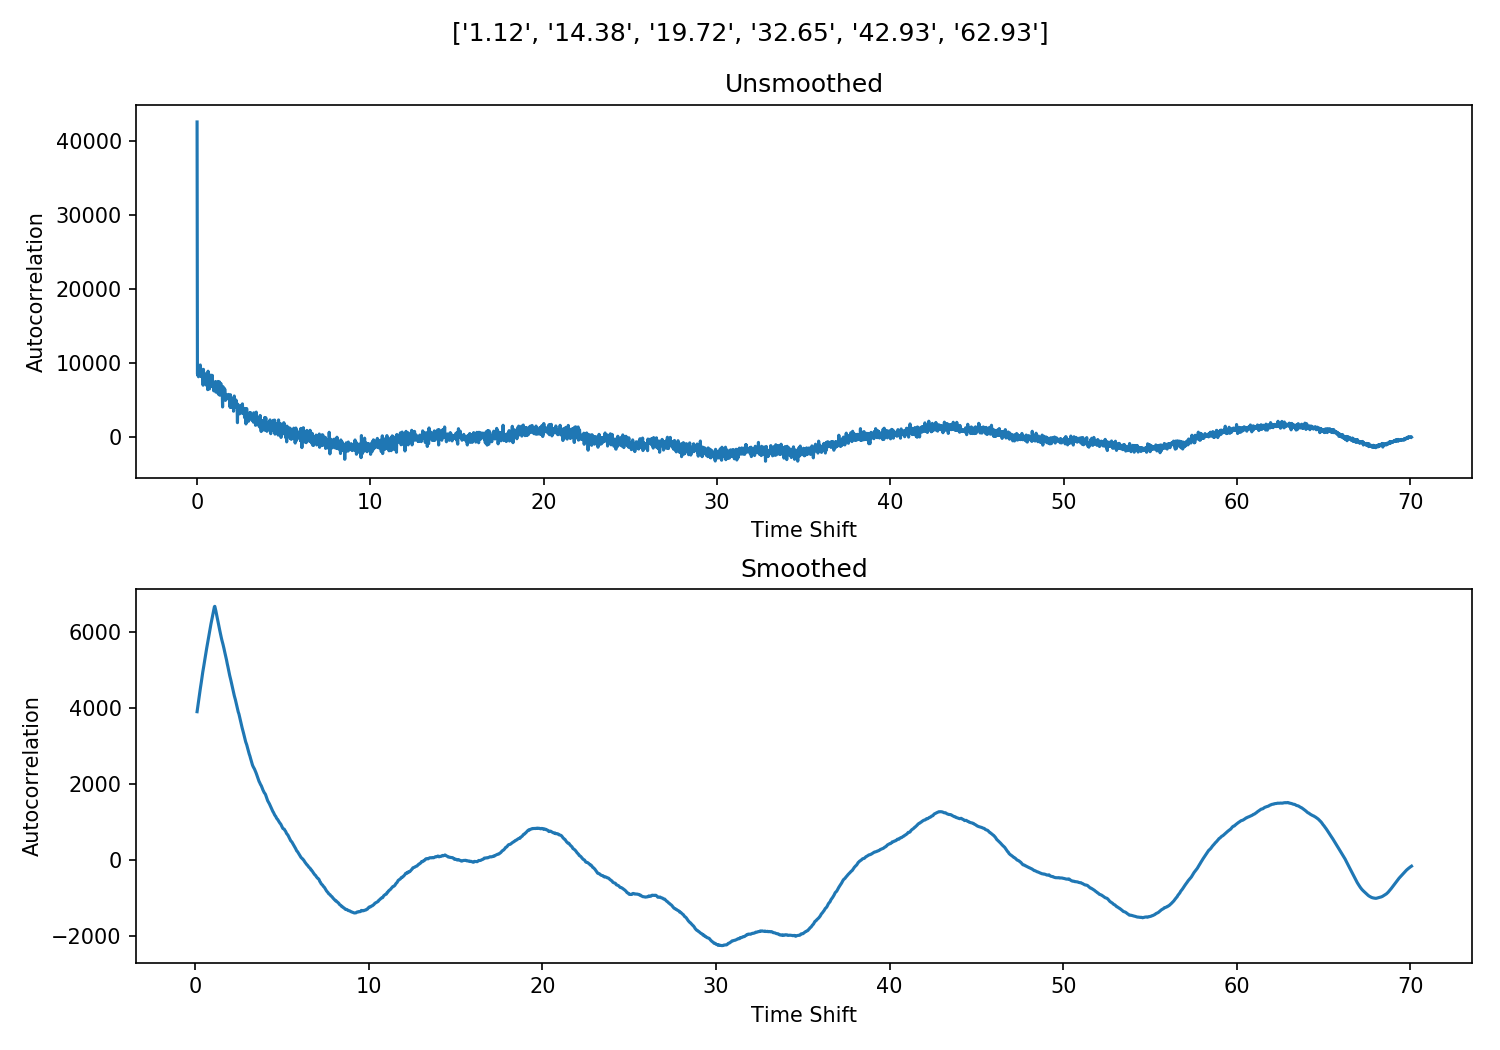 ['1.12', '14.38', '19.72', '32.65', '42.93', '62.93']
Unsmoothed
Autocorrelation
40000
30000
20000
10000
0
0 10 20 30 40 50 60 70
Time Shift
Smoothed
Autocorrelation
6000
4000
2000
0
−2000
0 10 20 30 40 50 60 70
Time Shift